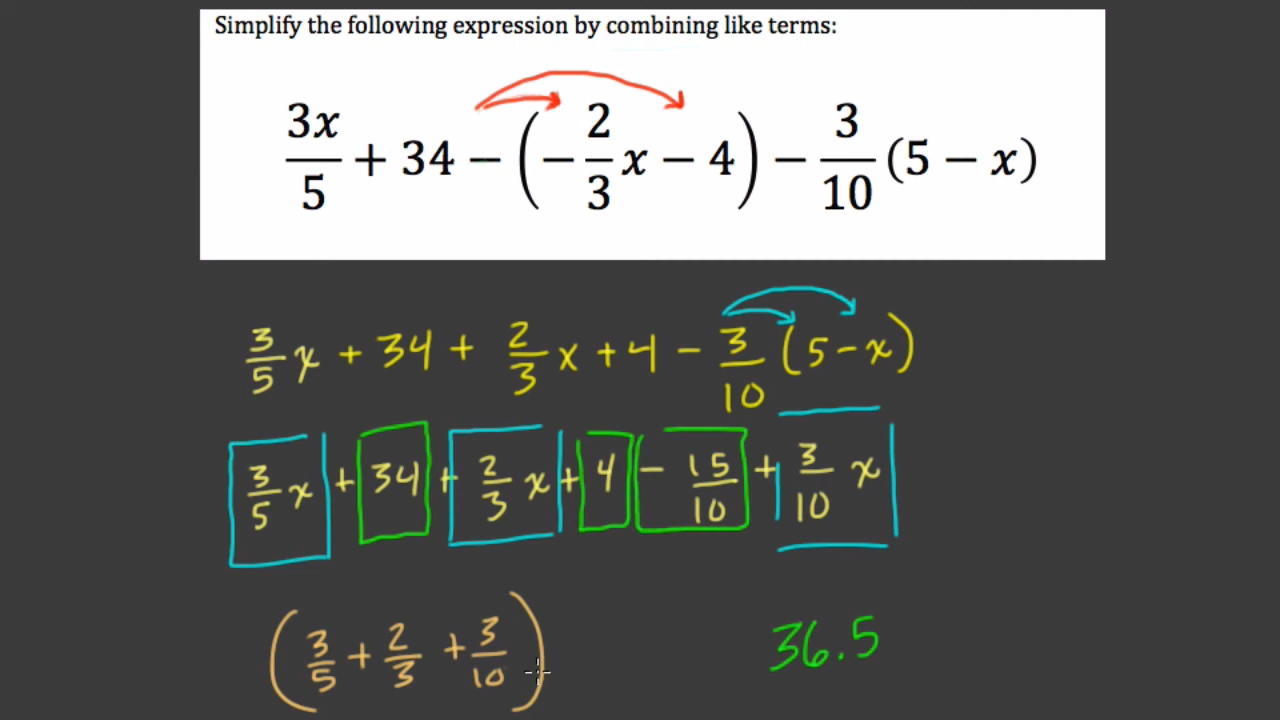 Simplify the following expression by combining like terms:
3x/5 + 34 − (−2/3 x − 4) − 3/10 (5 − x)
3/5 x + 34 + 2/3 x + 4 − 3/10 (5 − x)
3/5 x + 34 + 2/3 x + 4 − 15/10 + 3/10 x
(3/5 + 2/3 + 3/10) 36.5